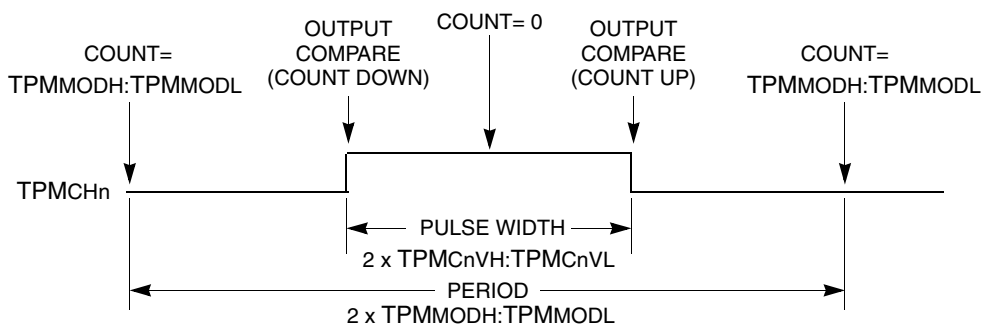 COUNT=
TPMMODH:TPMMODL
OUTPUT
COMPARE
(COUNT DOWN)
COUNT= 0
OUTPUT
COMPARE
(COUNT UP)
COUNT=
TPMMODH:TPMMODL
TPMCHn
PULSE WIDTH
2 x TPMCnVH:TPMCnVL
PERIOD
2 x TPMMODH:TPMMODL